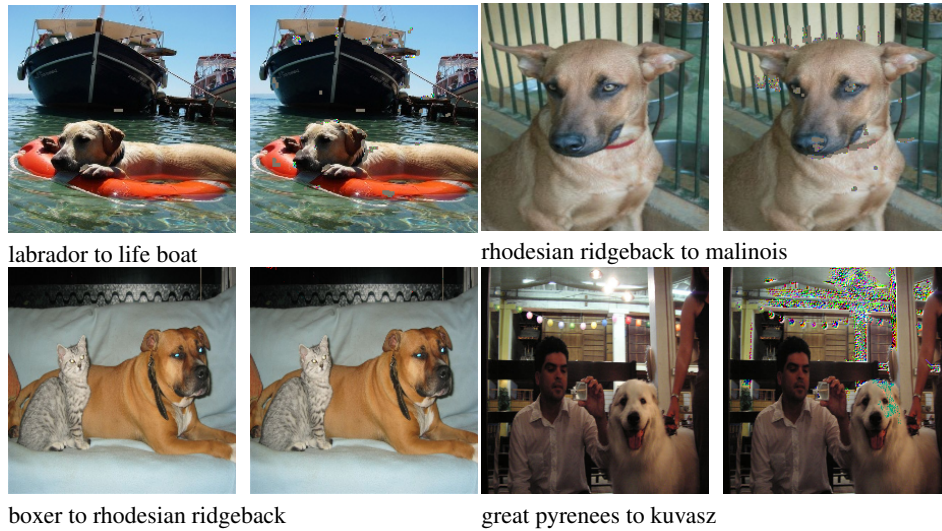 labrador to life boat
rhodesian ridgeback to malinois
boxer to rhodesian ridgeback
great pyrenees to kuvasz